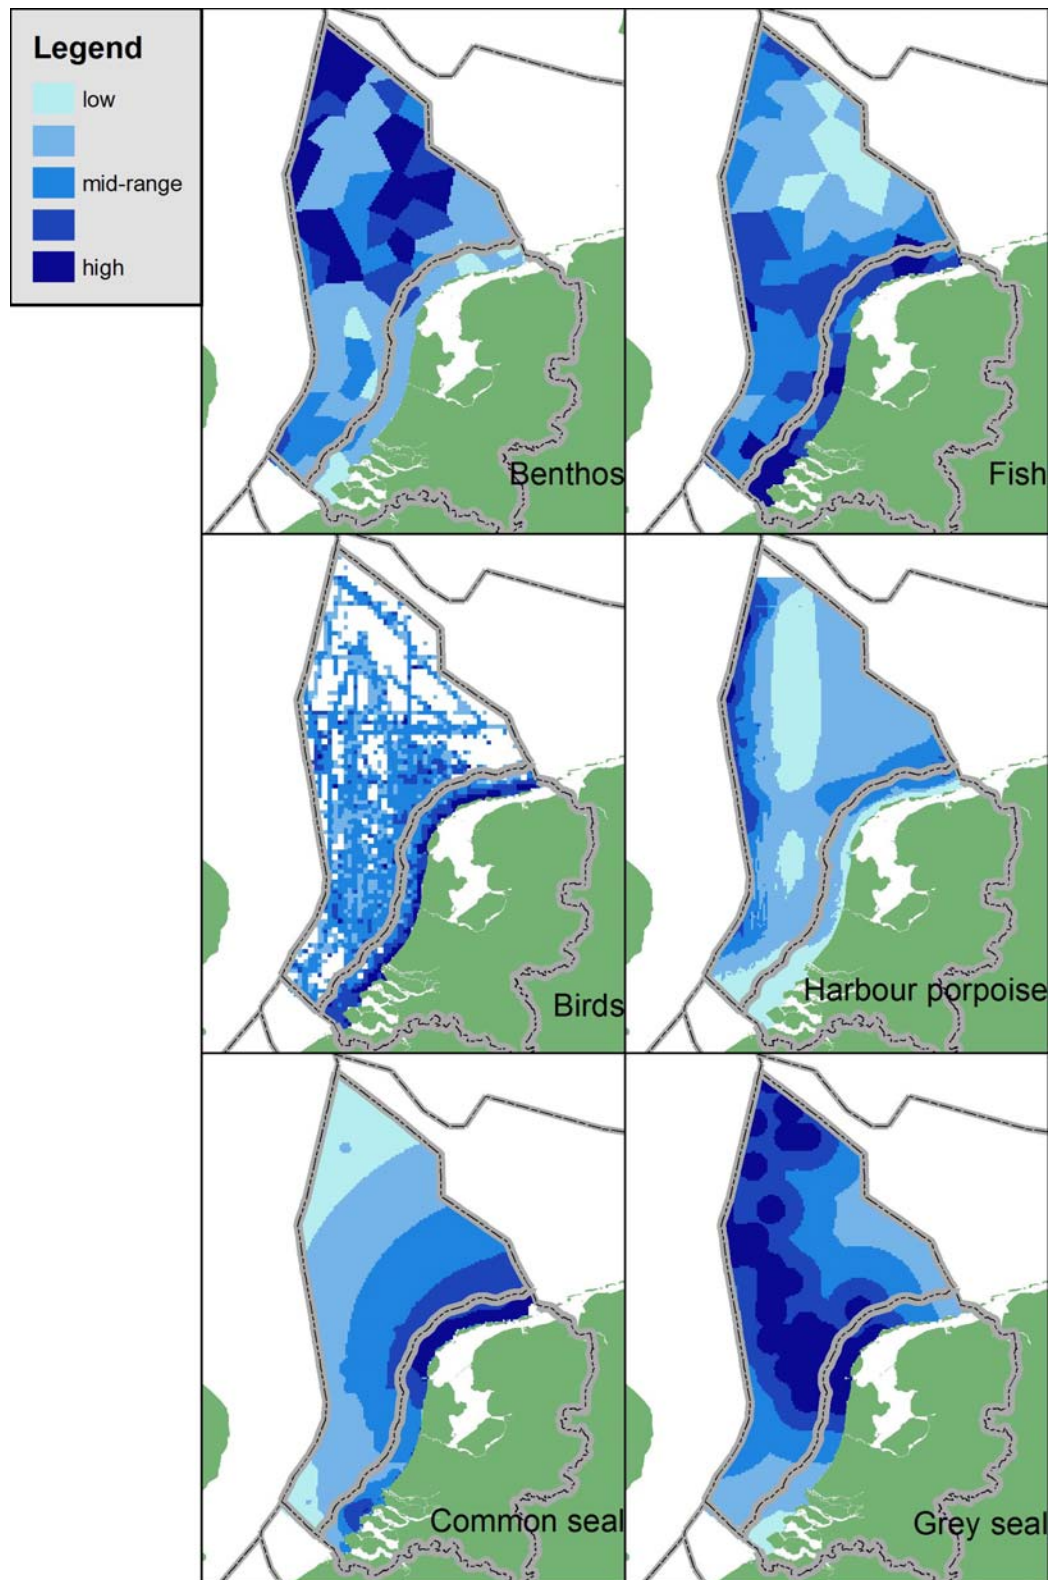 Legend
low
mid-range
high
Benthos
Fish
Birds
Harbour porpoise
Common seal
Grey seal